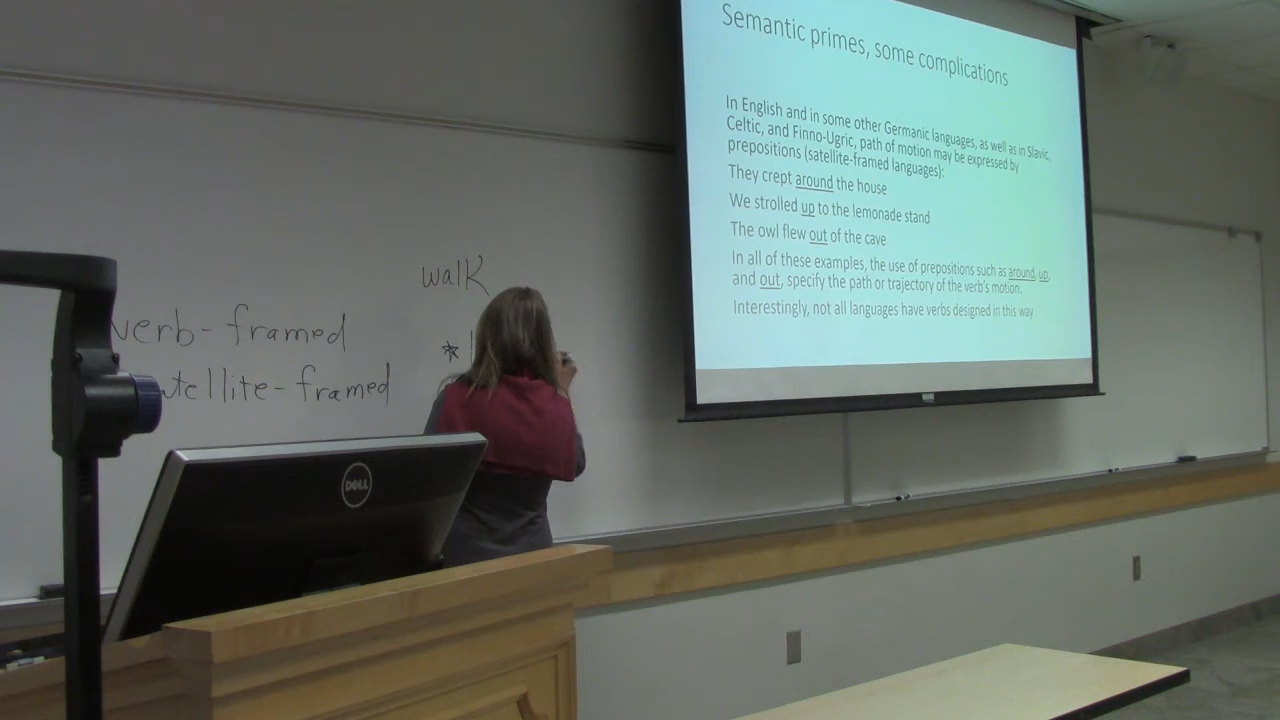 Semantic primes, some complications
In English and in some other Germanic languages, as well as in Slavic,
Celtic, and Finno-Ugric, path of motion may be expressed by
prepositions (satellite-framed languages):
They crept around the house
We strolled up to the lemonade stand
The owl flew out of the cave
In all of these examples, the use of prepositions such as around, up,
and out, specify the path or trajectory of the verb's motion.
Interestingly, not all languages have verbs designed in this way
walk
verb-framed
*
tellite-framed
DELL